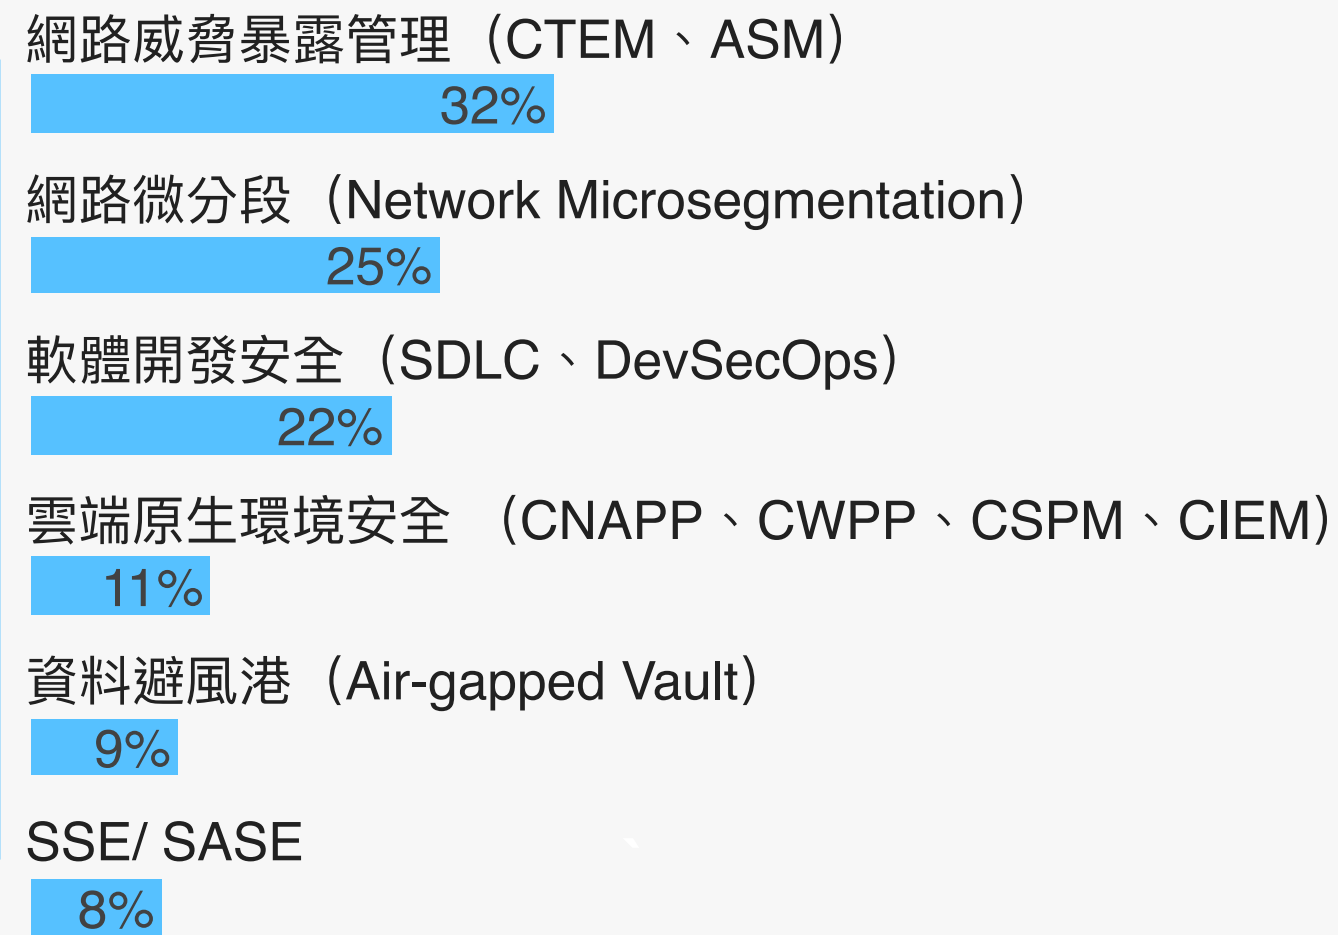 網路威脅暴露管理（CTEM、ASM）
32%
網路微分段（Network Microsegmentation）
25%
軟體開發安全（SDLC、DevSecOps）
22%
雲端原生環境安全 （CNAPP、CWPP、CSPM、CIEM）
11%
資料避風港（Air-gapped Vault）
9%
SSE/ SASE
8%